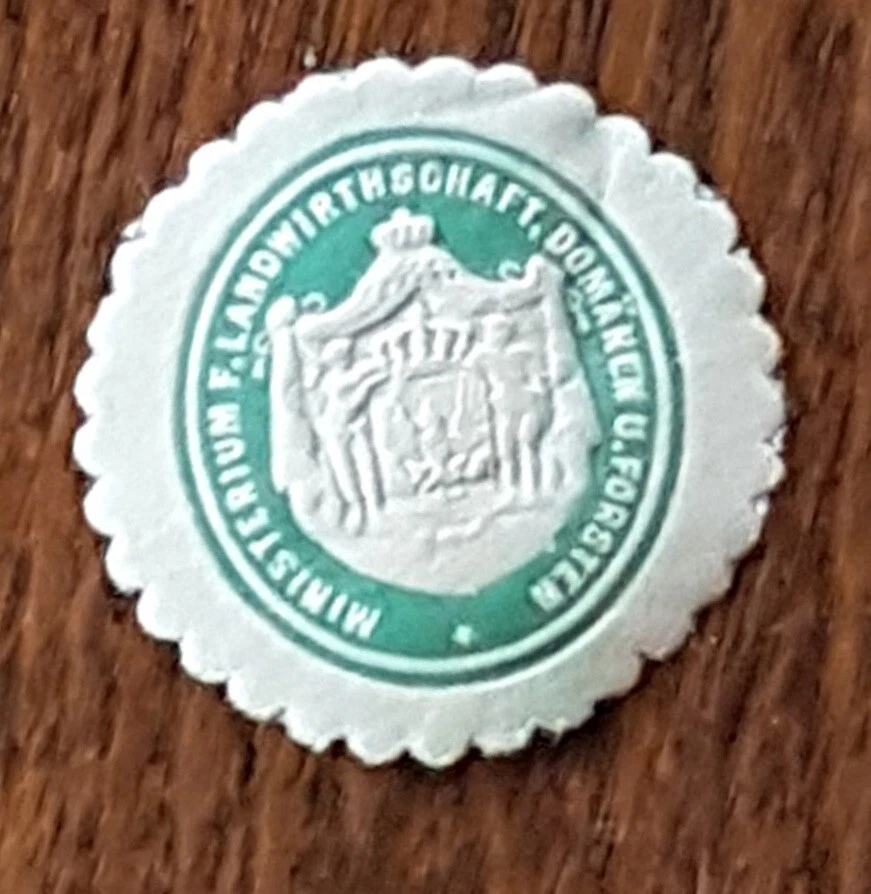 MINISTERIUM F. LANDWIRTHSCHAFT, DOMÄNEN U. FORSTEN